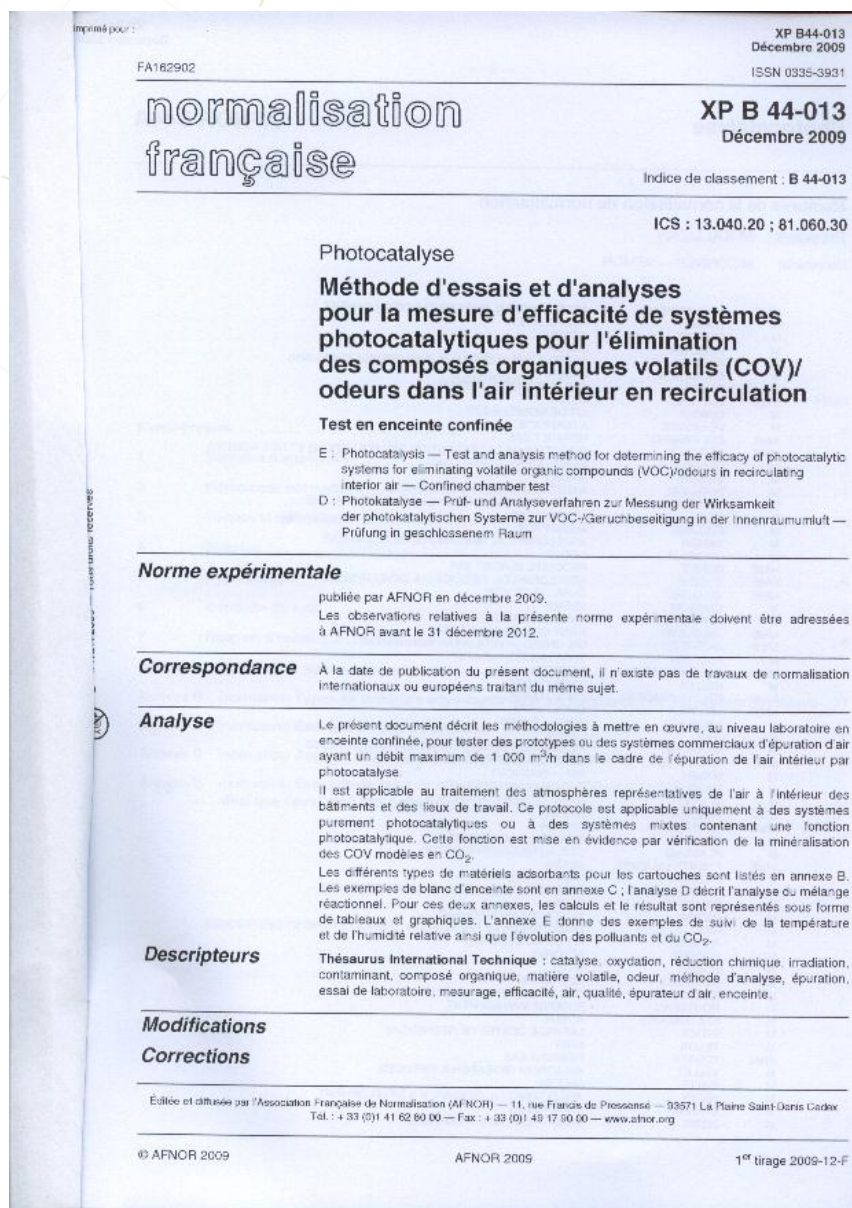 Imprimé pour :
XP B44-013
Décembre 2009
FA162902
ISSN 0335-3931
normalisation
française
XP B 44-013
Décembre 2009
Indice de classement : B 44-013
ICS : 13.040.20 ; 81.060.30
Photocatalyse
Méthode d'essais et d'analyses
pour la mesure d'efficacité de systèmes
photocatalytiques pour l'élimination
des composés organiques volatils (COV)/
odeurs dans l'air intérieur en recirculation
Test en enceinte confinée
E : Photocatalysis — Test and analysis method for determining the efficacy of photocatalytic
systems for eliminating volatile organic compounds (VOC)/odours in recirculating
interior air — Confined chamber test
D : Photokatalyse — Prüf- und Analyseverfahren zur Messung der Wirksamkeit
der photokatalytischen Systeme zur VOC-/Geruchbeseitigung in der Innenraumumluft —
Prüfung in geschlossenem Raum
Norme expérimentale
publiée par AFNOR en décembre 2009.
Les observations relatives à la présente norme expérimentale doivent être adressées
à AFNOR avant le 31 décembre 2012.
Correspondance
À la date de publication du présent document, il n'existe pas de travaux de normalisation
internationaux ou européens traitant du même sujet.
Analyse
Le présent document décrit les méthodologies à mettre en œuvre, au niveau laboratoire en
enceinte confinée, pour tester des prototypes ou des systèmes commerciaux d'épuration d'air
ayant un débit maximum de 1 000 m³/h dans le cadre de l'épuration de l'air intérieur par
photocatalyse.
Il est applicable au traitement des atmosphères représentatives de l'air à l'intérieur des
bâtiments et des lieux de travail. Ce protocole est applicable uniquement à des systèmes
purement photocatalytiques ou à des systèmes mixtes contenant une fonction
photocatalytique. Cette fonction est mise en évidence par vérification de la minéralisation
des COV modèles en CO₂.
Les différents types de matériels adsorbants pour les cartouches sont listés en annexe B.
Les exemples de blanc d'enceinte sont en annexe C ; l'analyse D décrit l'analyse du mélange
réactionnel. Pour ces deux annexes, les calculs et le résultat sont représentés sous forme
de tableaux et graphiques. L'annexe E donne des exemples de suivi de la température
et de l'humidité relative ainsi que l'évolution des polluants et du CO₂.
Descripteurs
Thésaurus International Technique : catalyse, oxydation, réduction chimique, irradiation,
contaminant, composé organique, matière volatile, odeur, méthode d'analyse, épuration,
essai de laboratoire, mesurage, efficacité, air, qualité, épurateur d'air, enceinte.
Modifications
Corrections
Éditée et diffusée par l'Association Française de Normalisation (AFNOR) — 11, rue Francis de Pressensé — 93571 La Plaine Saint-Denis Cedex
Tél. : + 33 (0)1 41 62 80 00 — Fax : + 33 (0)1 49 17 90 00 — www.afnor.org
© AFNOR 2009
AFNOR 2009
1er tirage 2009-12-F